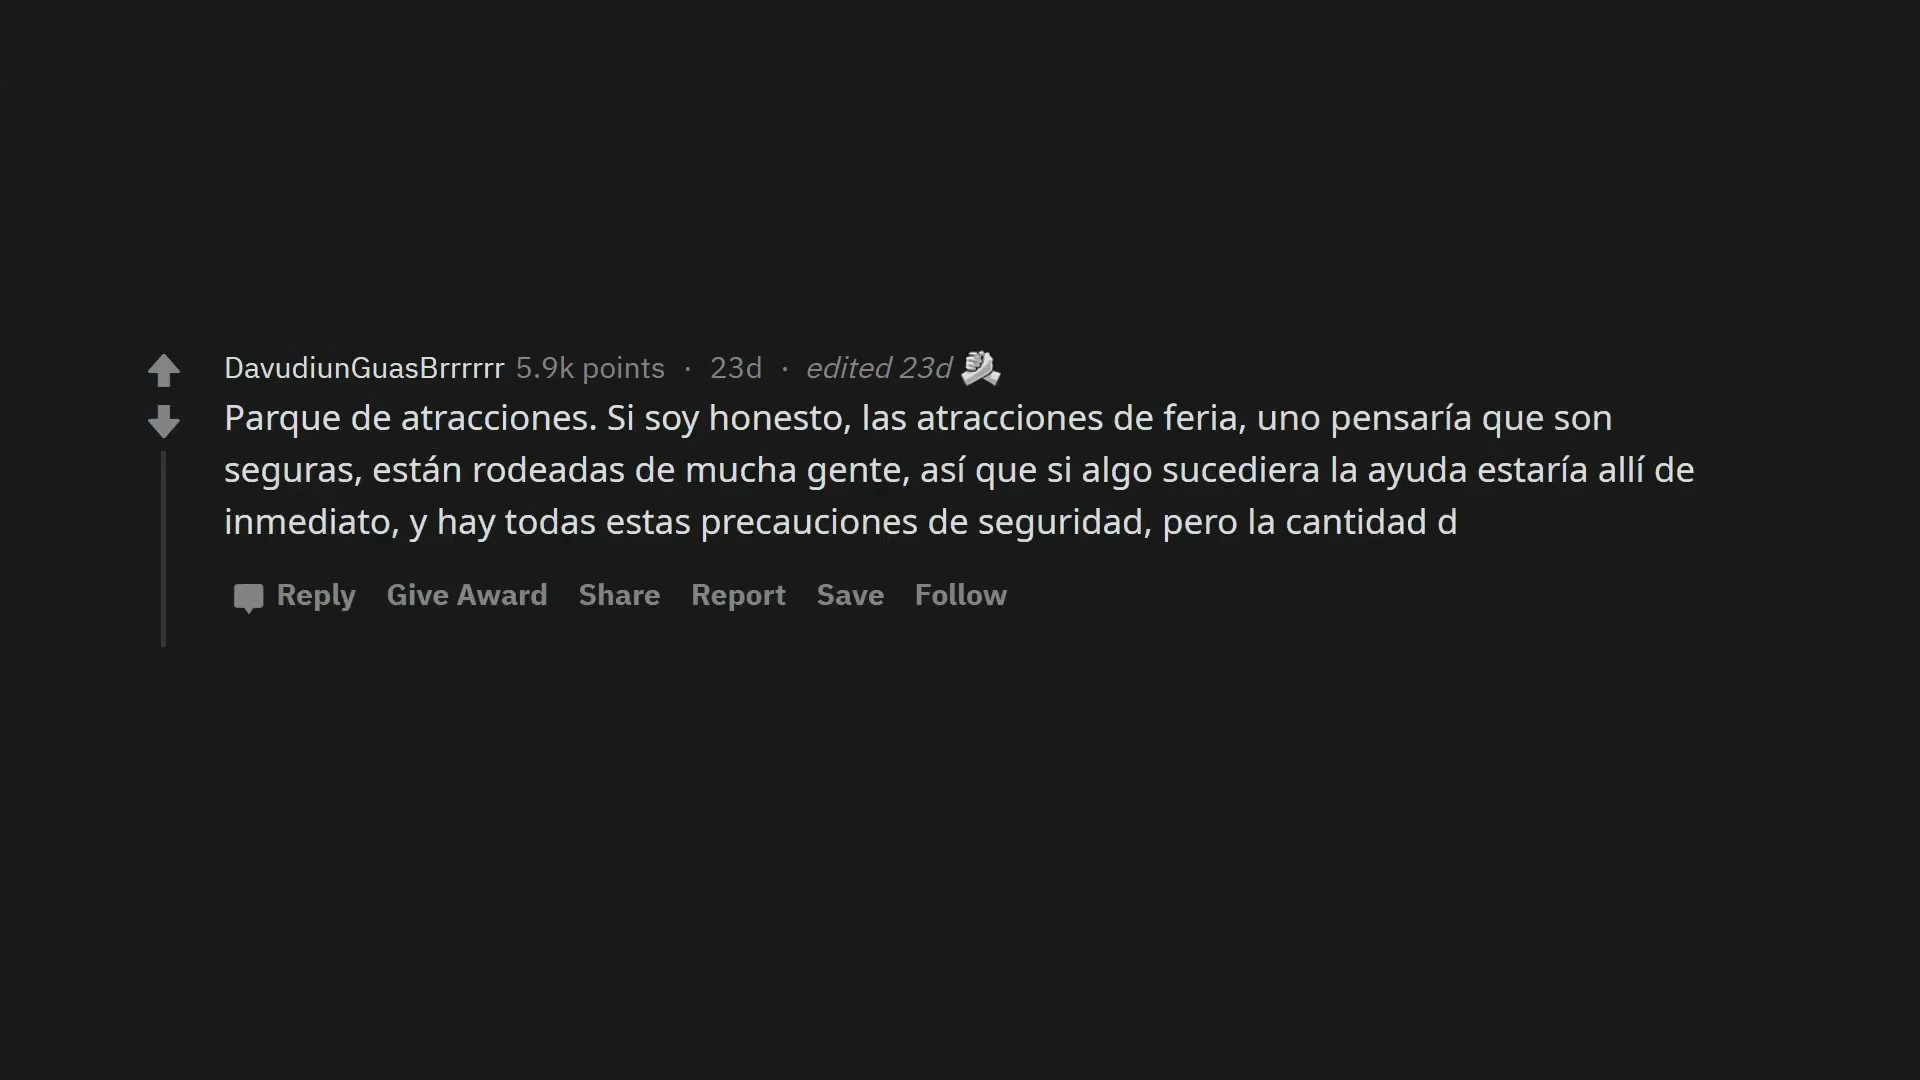 DavudiunGuasBrrrrrr 5.9k points · 23d · edited 23d
Parque de atracciones. Si soy honesto, las atracciones de feria, uno pensaría que son
seguras, están rodeadas de mucha gente, así que si algo sucediera la ayuda estaría allí de
inmediato, y hay todas estas precauciones de seguridad, pero la cantidad d
Reply Give Award Share Report Save Follow